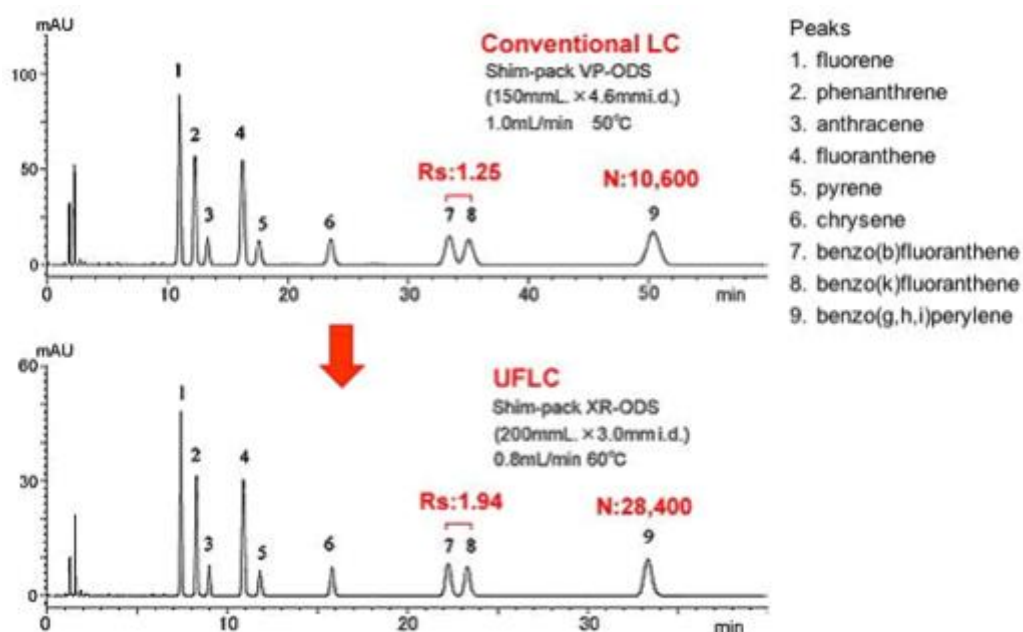 mAU
100
50
0
0
10
20
30
40
50
min
1
2
3
4
5
6
7
8
9
Conventional LC
Shim-pack VP-ODS
(150mmL. ×4.6mmi.d.)
1.0mL/min 50℃
Rs:1.25
N:10,600
Peaks
1. fluorene
2. phenanthrene
3. anthracene
4. fluoranthene
5. pyrene
6. chrysene
7. benzo(b)fluoranthene
8. benzo(k)fluoranthene
9. benzo(g,h,i)perylene
mAU
60
30
0
0
10
20
30
min
1
2
3
4
5
6
7
8
9
UFLC
Shim-pack XR-ODS
(200mmL. ×3.0mmi.d.)
0.8mL/min 60℃
Rs:1.94
N:28,400